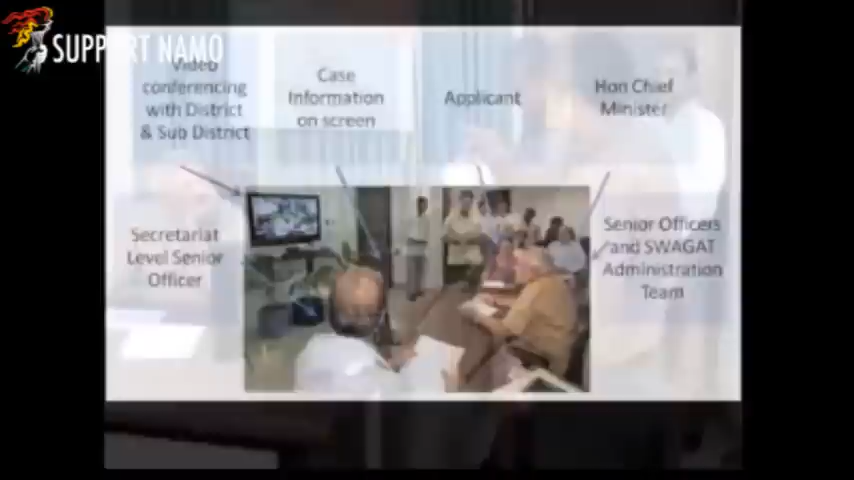 SUPPORT NAMO
Video
conferencing
with District
& Sub District
Case
Information
on screen
Applicant
Hon Chief
Minister
Secretariat
Level Senior
Officer
Senior Officers
and SWAGAT
Administration
Team